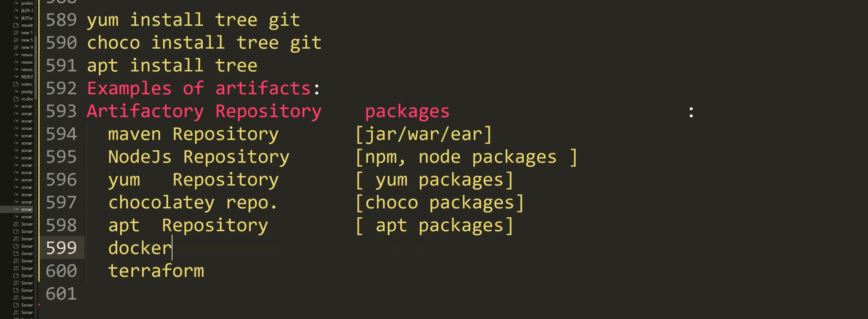 589 yum install tree git
590 choco install tree git
591 apt install tree
592 Examples of artifacts:
593 Artifactory Repository    packages                      :
594   maven Repository       [jar/war/ear]
595   NodeJs Repository      [npm, node packages ]
596   yum   Repository       [ yum packages]
597   chocolatey repo.       [choco packages]
598   apt  Repository        [ apt packages]
599   docker
600   terraform
601